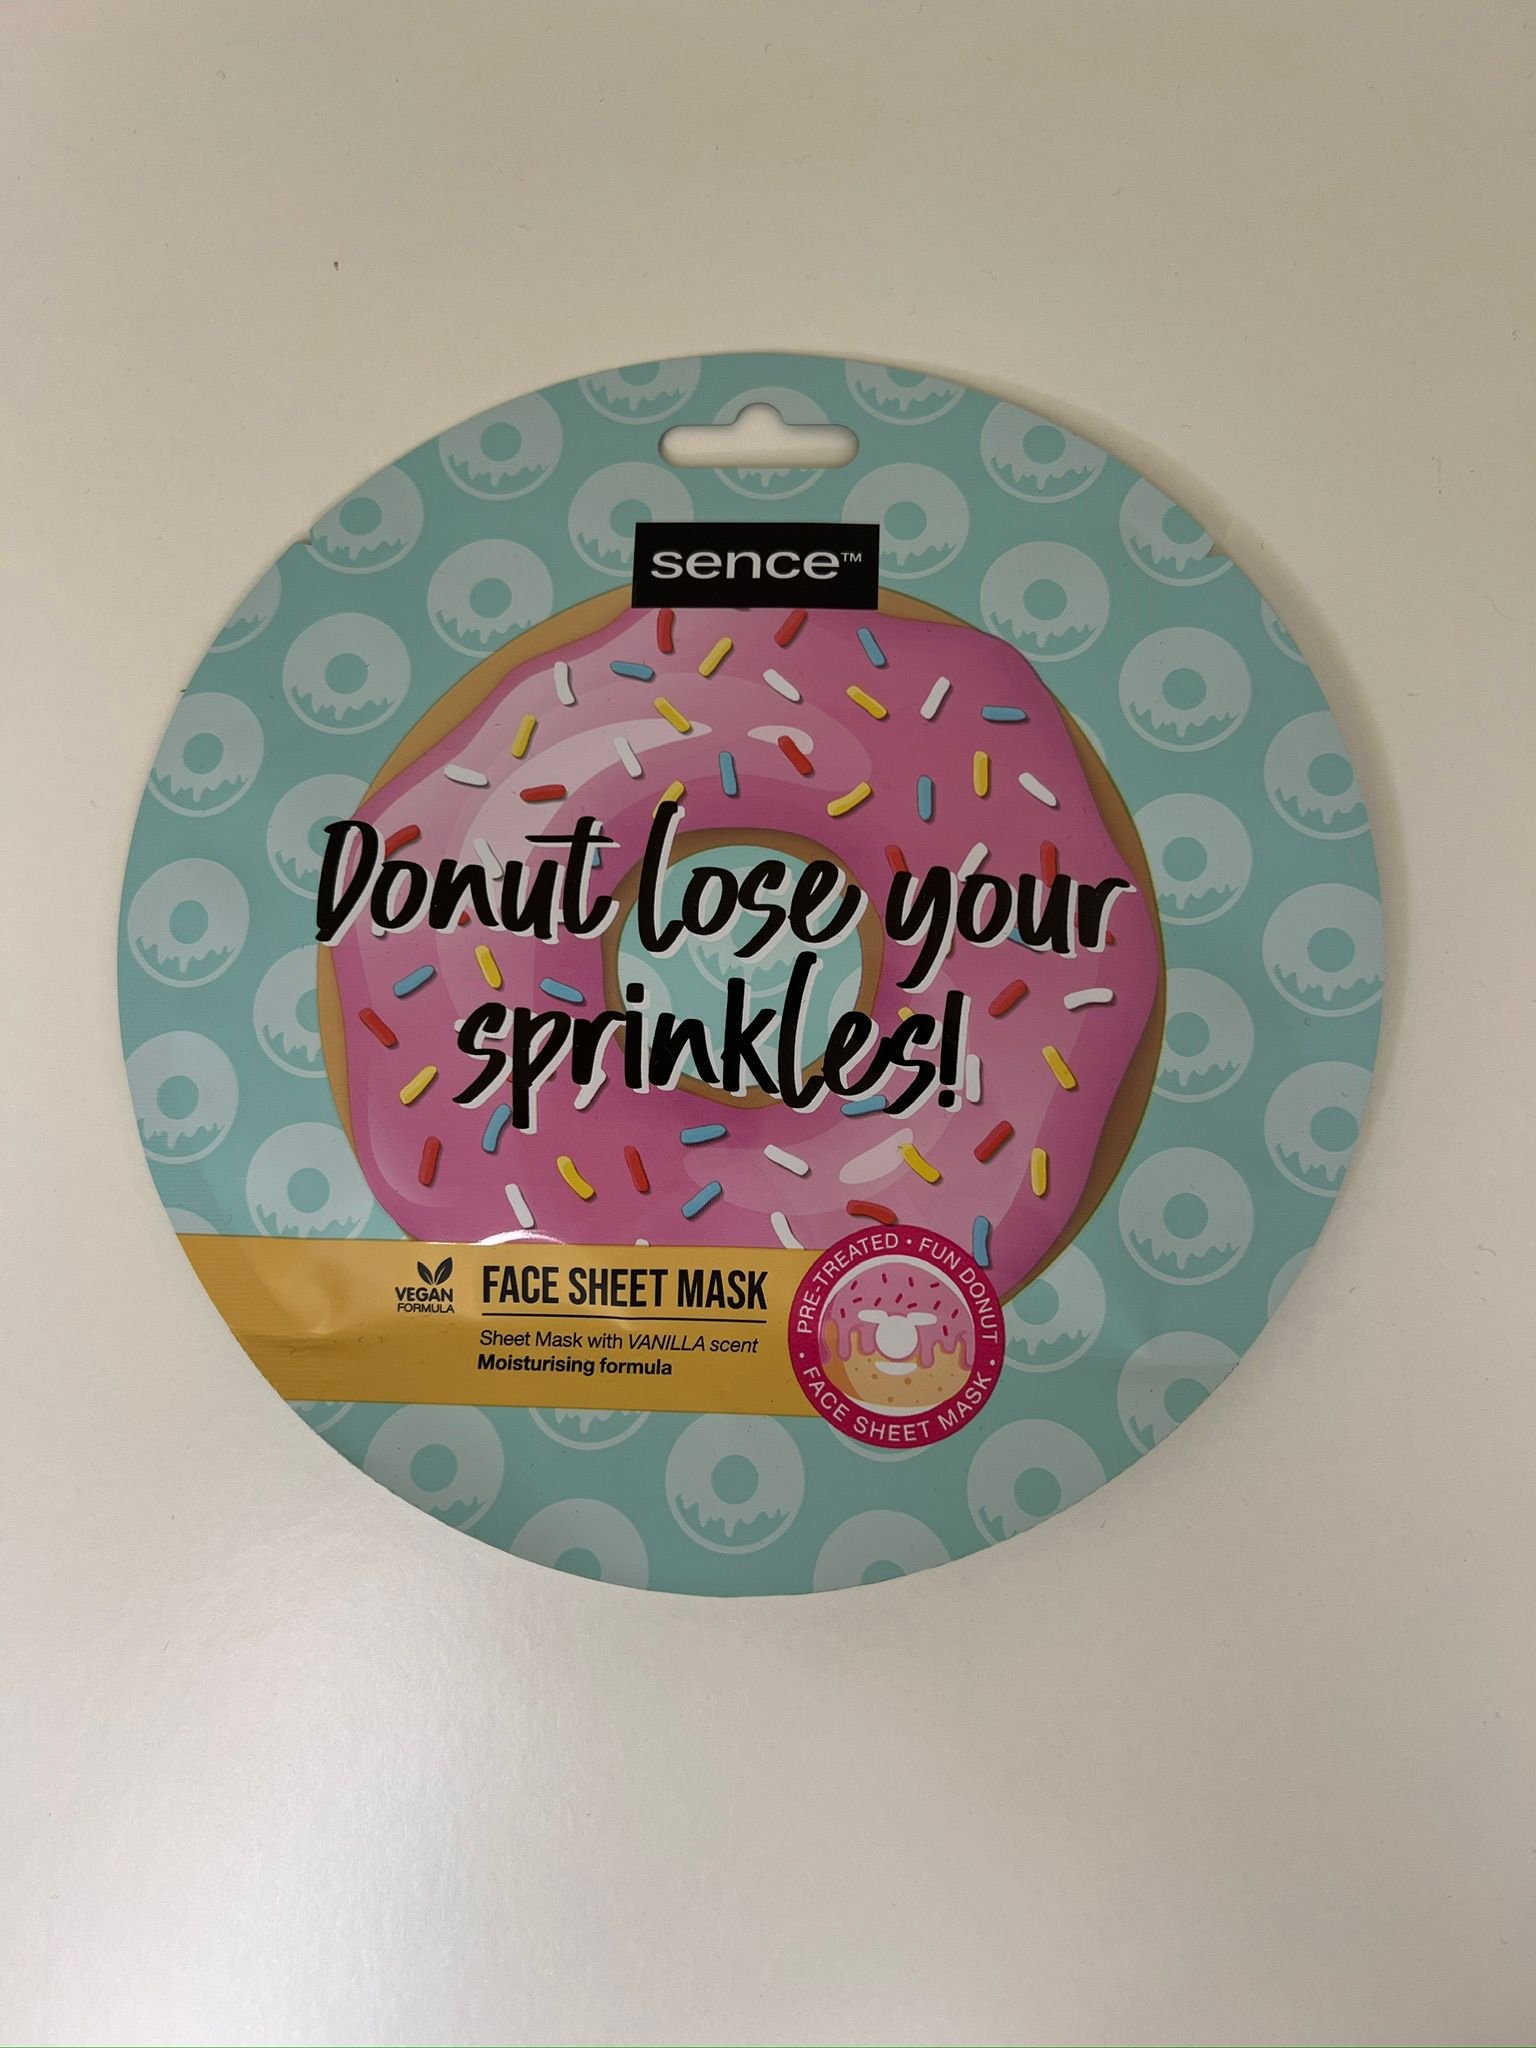 sence™
Donut lose your
sprinkles!
VEGAN
FORMULA
FACE SHEET MASK
Sheet Mask with VANILLA scent
Moisturising formula
PRE-TREATED • FUN DONUT
• FACE SHEET MASK •